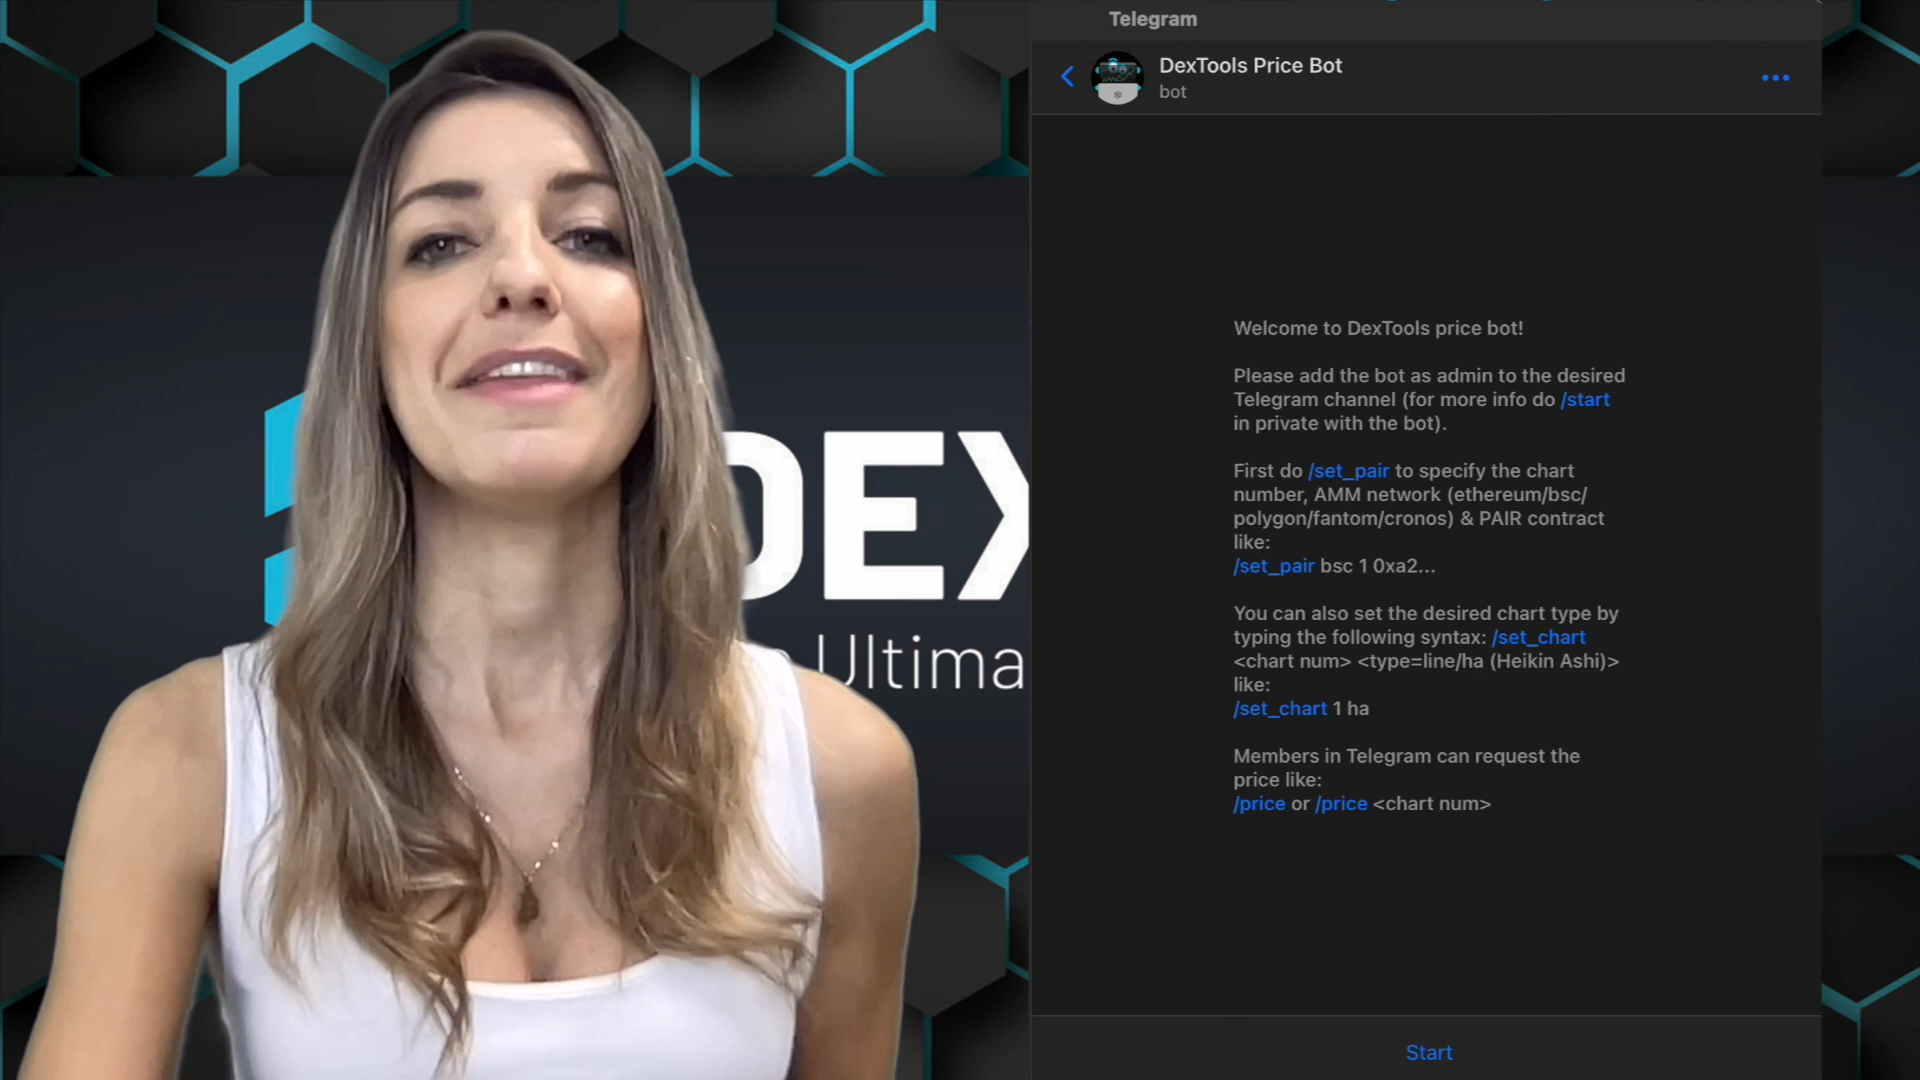 DEX
Ultima
Telegram
DexTools Price Bot
bot
Welcome to DexTools price bot!
Please add the bot as admin to the desired
Telegram channel (for more info do /start
in private with the bot).
First do /set_pair to specify the chart
number, AMM network (ethereum/bsc/
polygon/fantom/cronos) & PAIR contract
like:
/set_pair bsc 1 0xa2...
You can also set the desired chart type by
typing the following syntax: /set_chart
<chart num> <type=line/ha (Heikin Ashi)>
like:
/set_chart 1 ha
Members in Telegram can request the
price like:
/price or /price <chart num>
Start